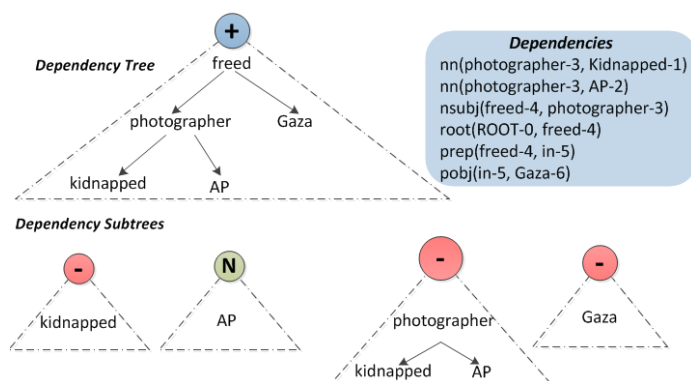 +
Dependency Tree
freed
photographer
Gaza
kidnapped
AP
Dependencies
nn(photographer-3, Kidnapped-1)
nn(photographer-3, AP-2)
nsubj(freed-4, photographer-3)
root(ROOT-0, freed-4)
prep(freed-4, in-5)
pobj(in-5, Gaza-6)
Dependency Subtrees
-
kidnapped
N
AP
-
photographer
kidnapped
AP
-
Gaza